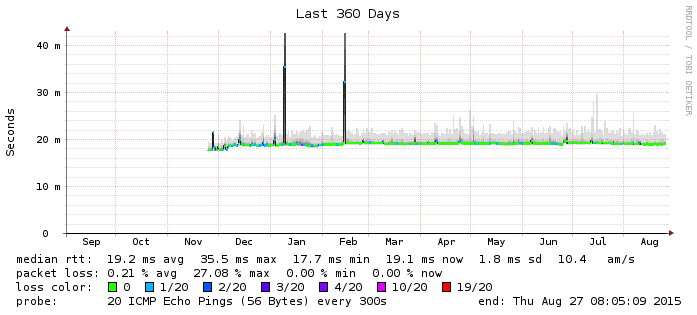 Last 360 Days
RRDTOOL / TOBI OETIKER
Seconds
40 m
30 m
20 m
10 m
0
Sep Oct Nov Dec Jan Feb Mar Apr May Jun Jul Aug
median rtt: 19.2 ms avg 35.5 ms max 17.7 ms min 19.1 ms now 1.8 ms sd 10.4 am/s
packet loss: 0.21 % avg 27.08 % max 0.00 % min 0.00 % now
loss color: 0 1/20 2/20 3/20 4/20 10/20 19/20
probe: 20 ICMP Echo Pings (56 Bytes) every 300s end: Thu Aug 27 08:05:09 2015